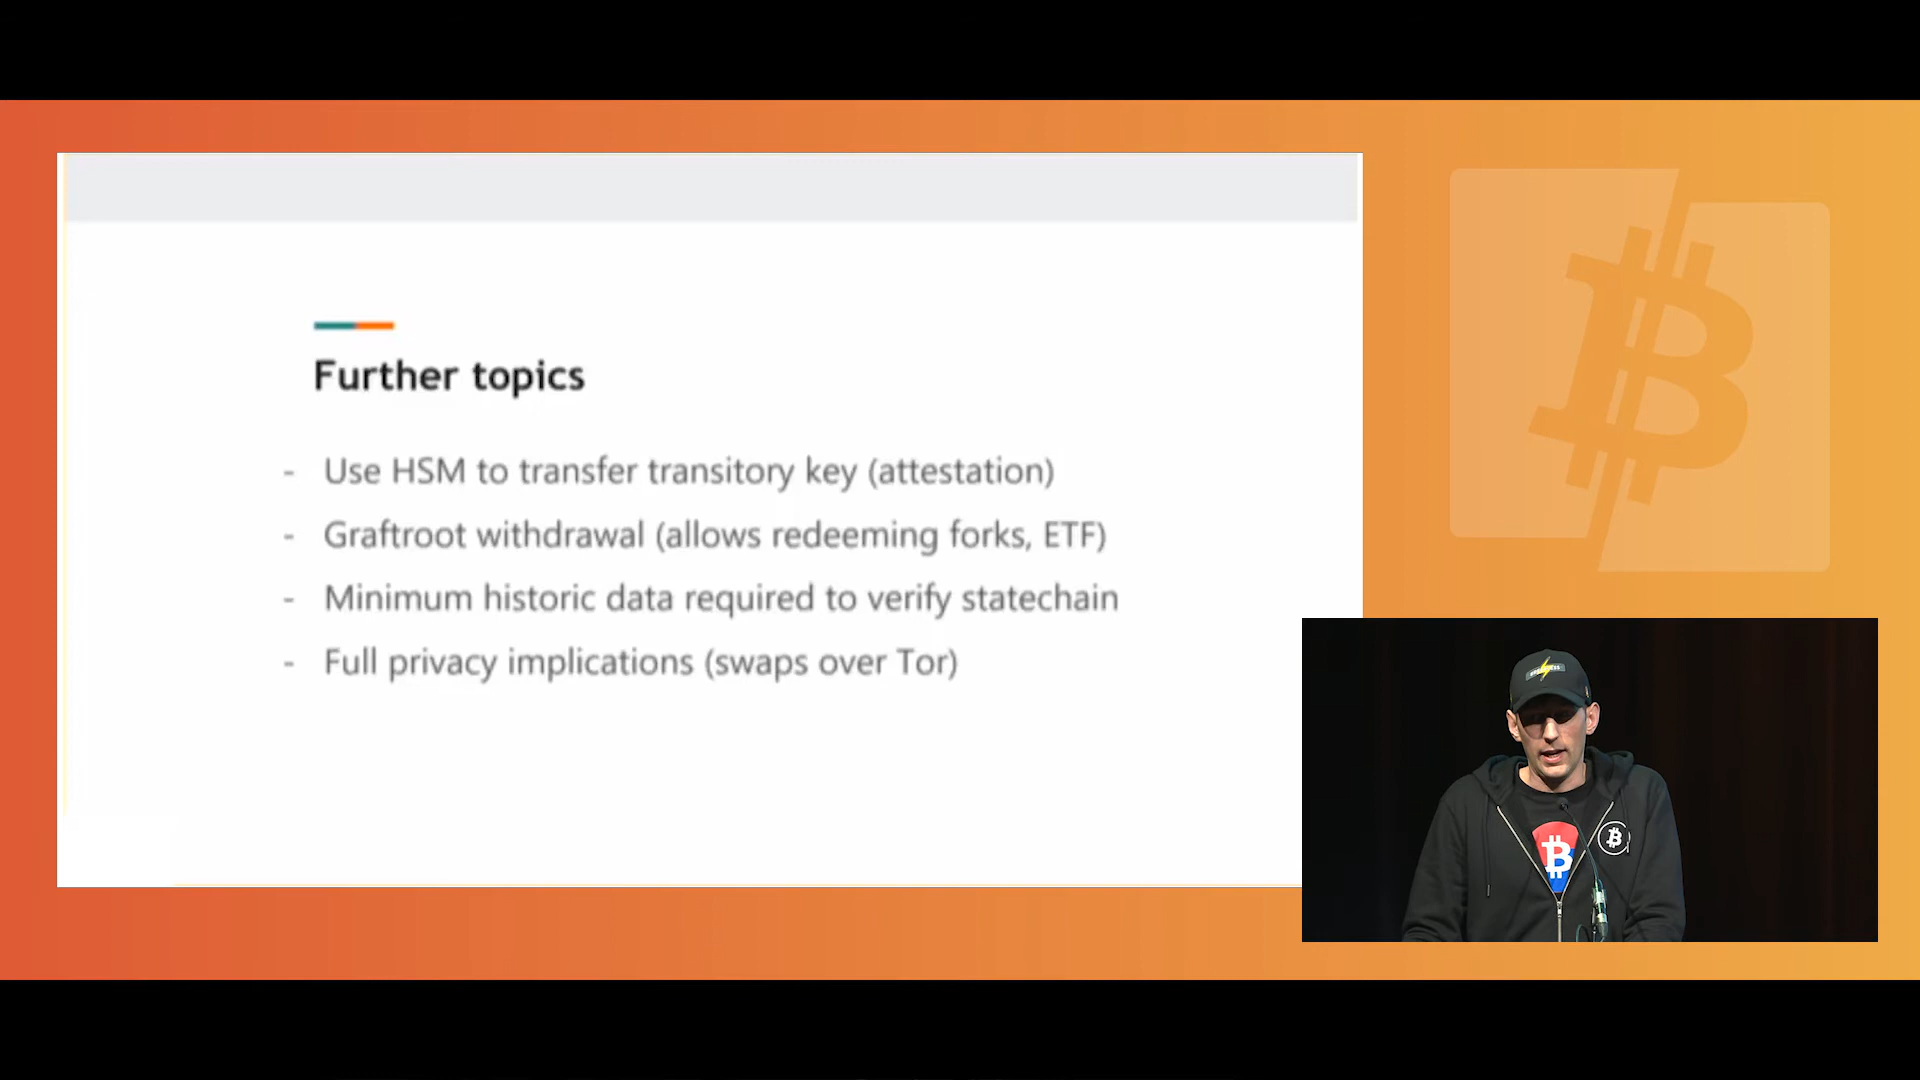 Further topics
- Use HSM to transfer transitory key (attestation)
- Graftroot withdrawal (allows redeeming forks, ETF)
- Minimum historic data required to verify statechain
- Full privacy implications (swaps over Tor)